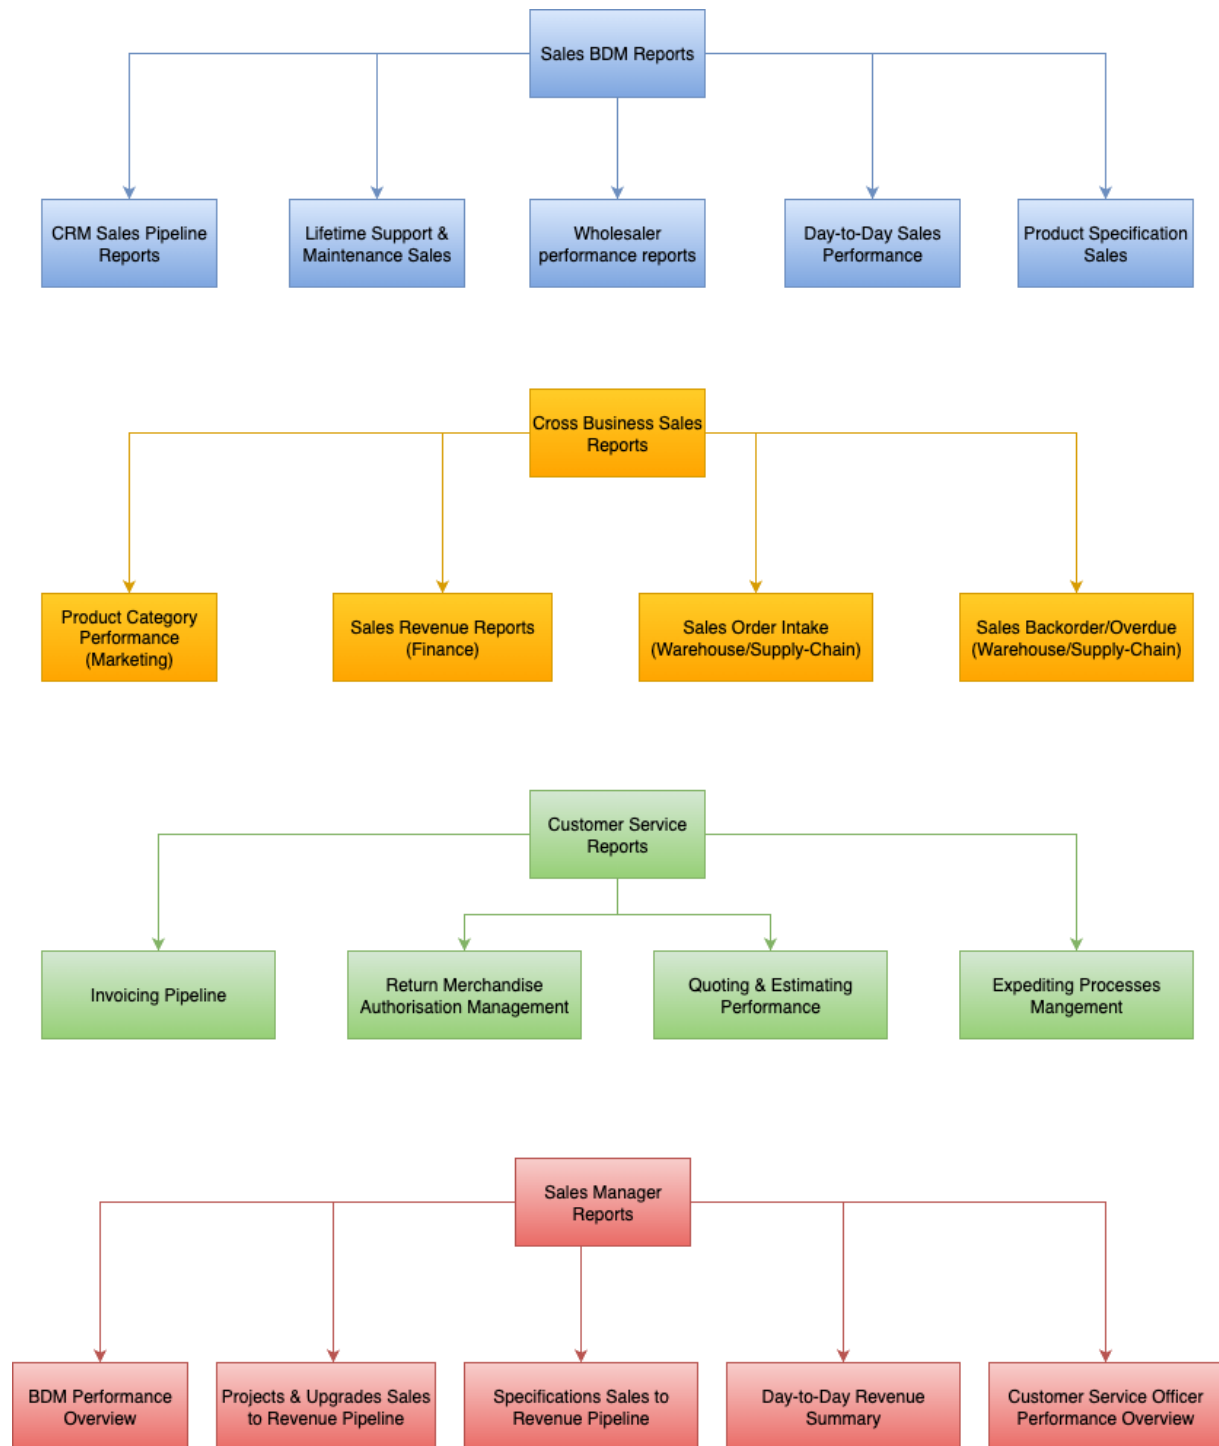 Sales BDM Reports
CRM Sales Pipeline
Reports
Lifetime Support &
Maintenance Sales
Wholesaler
performance reports
Day-to-Day Sales
Performance
Product Specification
Sales
Cross Business Sales
Reports
Product Category
Performance
(Marketing)
Sales Revenue Reports
(Finance)
Sales Order Intake
(Warehouse/Supply-Chain)
Sales Backorder/Overdue
(Warehouse/Supply-Chain)
Customer Service
Reports
Invoicing Pipeline
Return Merchandise
Authorisation Management
Quoting & Estimating
Performance
Expediting Processes
Mangement
Sales Manager
Reports
BDM Performance
Overview
Projects & Upgrades Sales
to Revenue Pipeline
Specifications Sales to
Revenue Pipeline
Day-to-Day Revenue
Summary
Customer Service Officer
Performance Overview